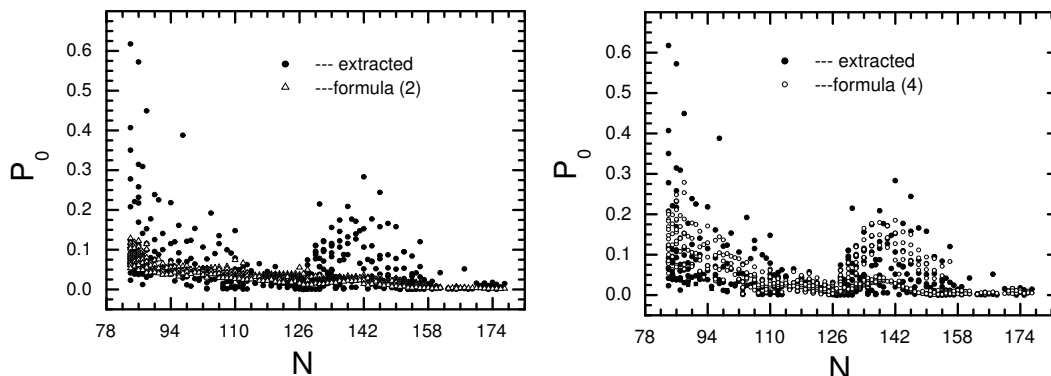 0.6
0.5
0.4
0.3
0.2
0.1
0.0
P0
78 94 110 126 142 158 174
N
--- extracted
---formula (2)
0.6
0.5
0.4
0.3
0.2
0.1
0.0
P0
78 94 110 126 142 158 174
N
--- extracted
---formula (4)